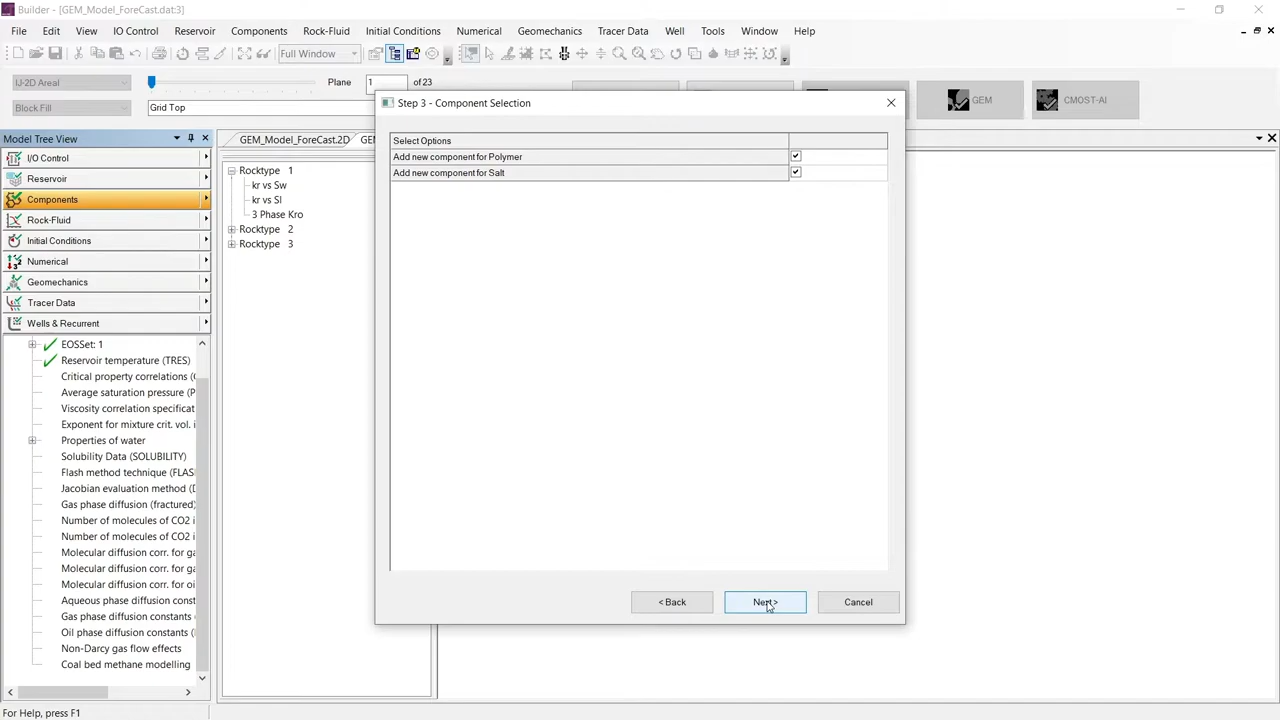 Builder - [GEM_Model_ForeCast.dat:3]
File Edit View IO Control Reservoir Components Rock-Fluid Initial Conditions Numerical Geomechanics Tracer Data Well Tools Window Help
Full Window
IJ-2D Areal Plane 1 of 23
Block Fill Grid Top
GEM CMOST-AI
Model Tree View
I/O Control
Reservoir
Components
Rock-Fluid
Initial Conditions
Numerical
Geomechanics
Tracer Data
Wells & Recurrent
EOSSet: 1
Reservoir temperature (TRES)
Critical property correlations (
Average saturation pressure (P
Viscosity correlation specificat
Exponent for mixture crit. vol. i
Properties of water
Solubility Data (SOLUBILITY)
Flash method technique (FLAS
Jacobian evaluation method (D
Gas phase diffusion (fractured)
Number of molecules of CO2 i
Number of molecules of CO2 i
Molecular diffusion corr. for ga
Molecular diffusion corr. for ga
Molecular diffusion corr. for oi
Aqueous phase diffusion const
Gas phase diffusion constants
Oil phase diffusion constants (
Non-Darcy gas flow effects
Coal bed methane modelling
GEM_Model_ForeCast.2D GE
Rocktype 1
kr vs Sw
kr vs Sl
3 Phase Kro
Rocktype 2
Rocktype 3
Step 3 - Component Selection
Select Options
Add new component for Polymer
Add new component for Salt
< Back Next > Cancel
For Help, press F1